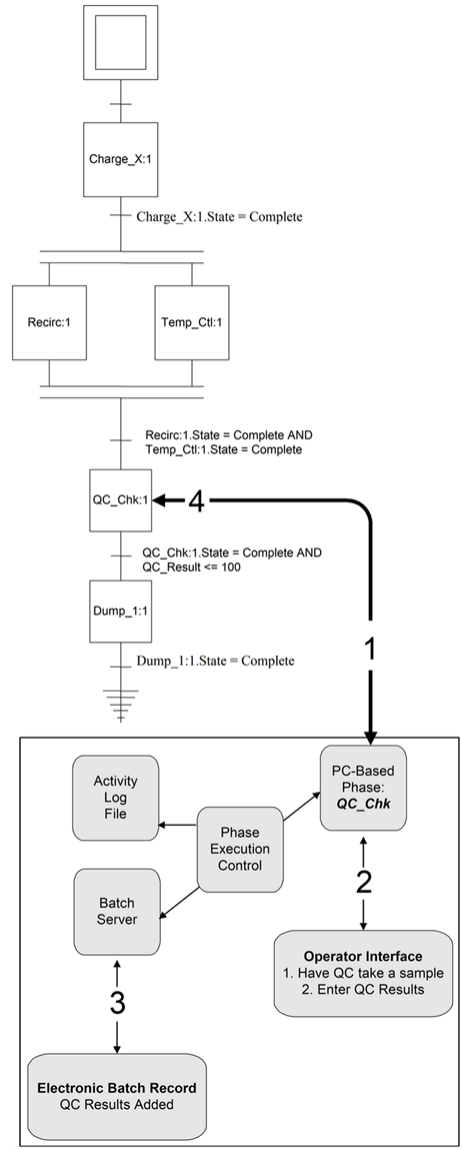 Charge_X:1
Charge_X:1.State = Complete
Recirc:1
Temp_Ctl:1
Recirc:1.State = Complete AND
Temp_Ctl:1.State = Complete
QC_Chk:1
4
QC_Chk:1.State = Complete AND
QC_Result <= 100
Dump_1:1
1
Dump_1:1.State = Complete
Activity
Log
File
PC-Based
Phase:
QC_Chk
Phase
Execution
Control
Batch
Server
2
Operator Interface
1. Have QC take a sample
2. Enter QC Results
3
Electronic Batch Record
QC Results Added